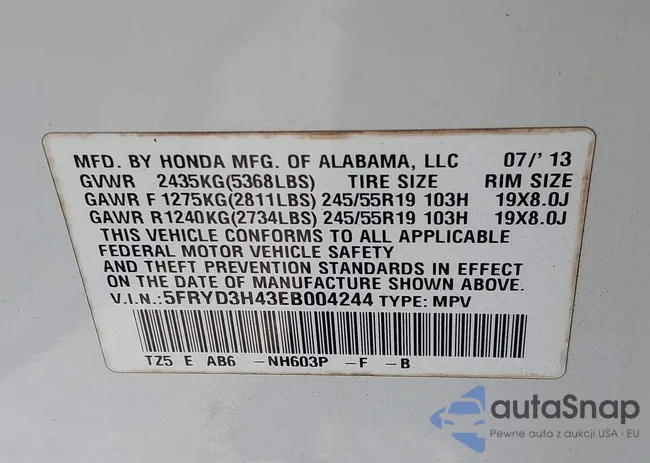 MFD. BY HONDA MFG. OF ALABAMA, LLC 07/' 13
GVWR 2435KG(5368LBS) TIRE SIZE RIM SIZE
GAWR F 1275KG(2811LBS) 245/55R19 103H 19X8.0J
GAWR R1240KG(2734LBS) 245/55R19 103H 19X8.0J
THIS VEHICLE CONFORMS TO ALL APPLICABLE
FEDERAL MOTOR VEHICLE SAFETY
AND THEFT PREVENTION STANDARDS IN EFFECT
ON THE DATE OF MANUFACTURE SHOWN ABOVE.
V.I.N.:5FRYD3H43EB004244 TYPE: MPV
TZ5 E AB6 -NH603P -F -B
autaSnap
Pewne auta z aukcji USA i EU